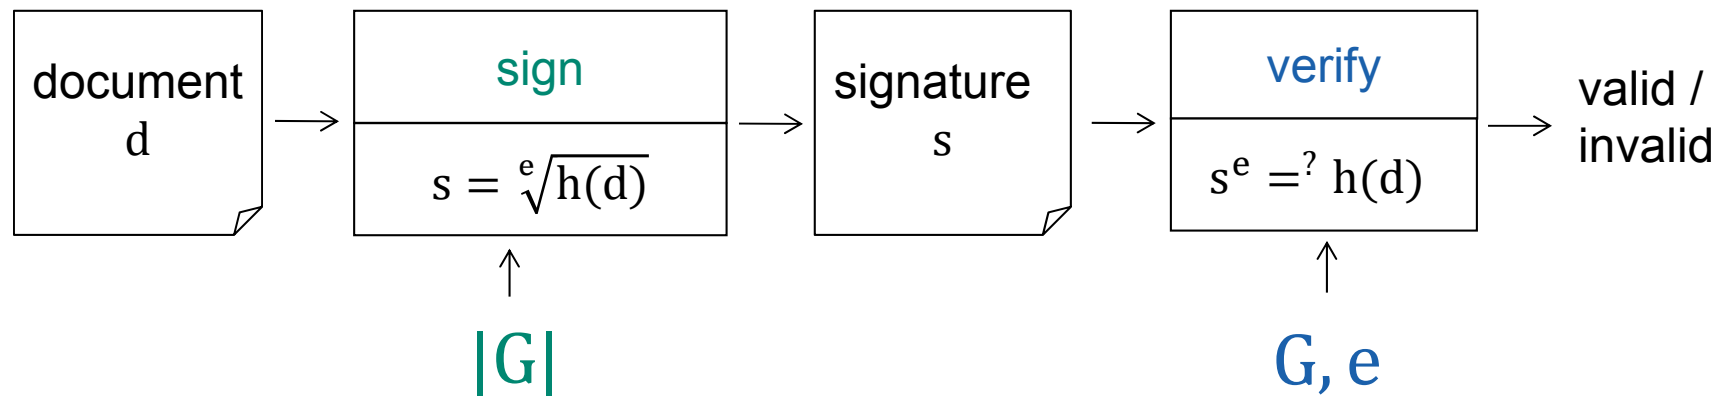 document
d
sign
s = ᵉ√h(d)
signature
s
verify
sᵉ =? h(d)
valid /
invalid
|G|
G, e